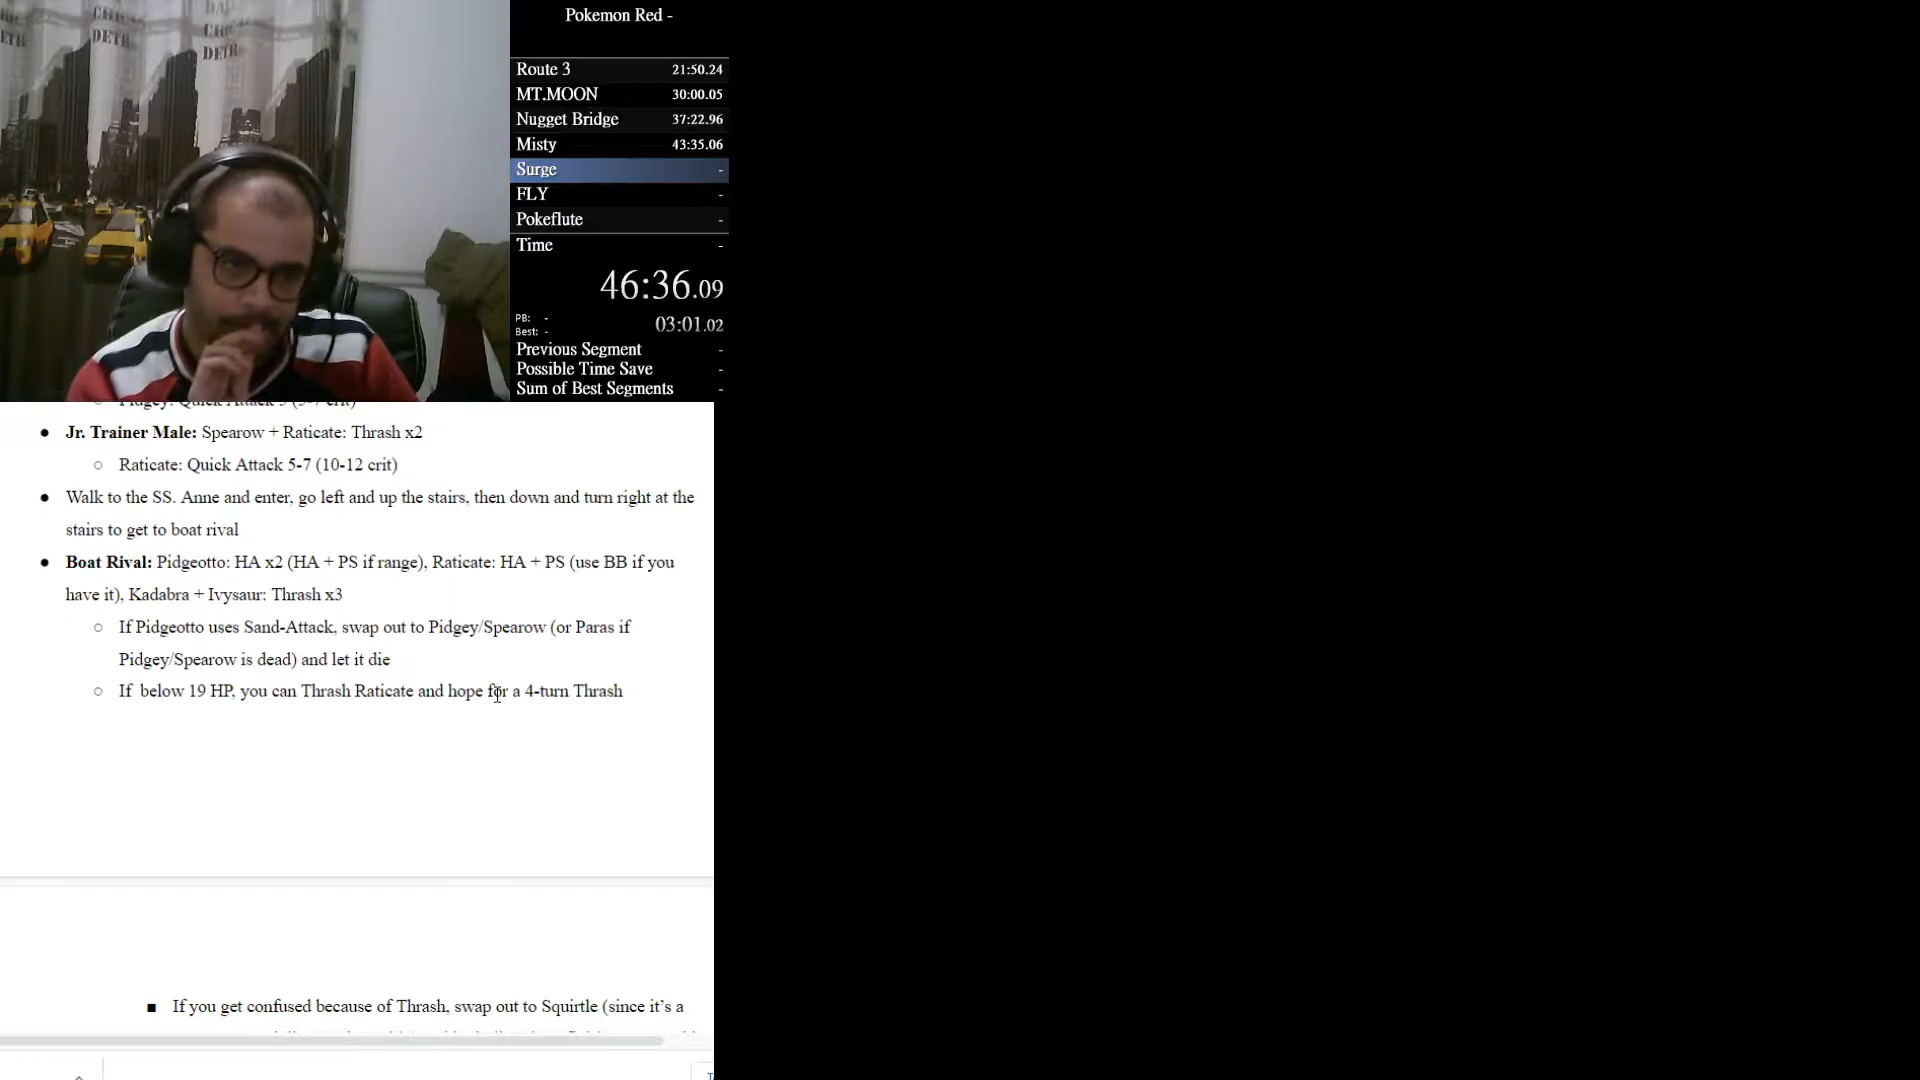 CHIC
DETR
DETR
Pokemon Red -
Route 3 21:50.24
MT.MOON 30:00.05
Nugget Bridge 37:22.96
Misty 43:35.06
Surge -
FLY -
Pokeflute -
Time -
46:36.09
PB: -
Best: -
03:01.02
Previous Segment -
Possible Time Save -
Sum of Best Segments -
○ Pidgey: Quick Attack
● Jr. Trainer Male: Spearow + Raticate: Thrash x2
○ Raticate: Quick Attack 5-7 (10-12 crit)
● Walk to the SS. Anne and enter, go left and up the stairs, then down and turn right at the
stairs to get to boat rival
● Boat Rival: Pidgeotto: HA x2 (HA + PS if range), Raticate: HA + PS (use BB if you
have it), Kadabra + Ivysaur: Thrash x3
○ If Pidgeotto uses Sand-Attack, swap out to Pidgey/Spearow (or Paras if
Pidgey/Spearow is dead) and let it die
○ If below 19 HP, you can Thrash Raticate and hope for a 4-turn Thrash
■ If you get confused because of Thrash, swap out to Squirtle (since it's a